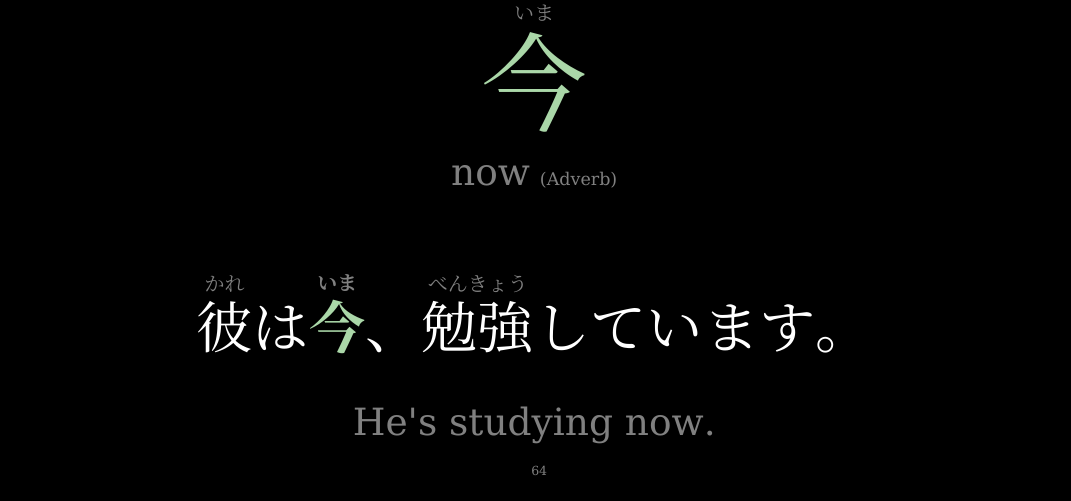 いま
今
now (Adverb)
かれ いま べんきょう
彼は今、勉強しています。
He's studying now.
64